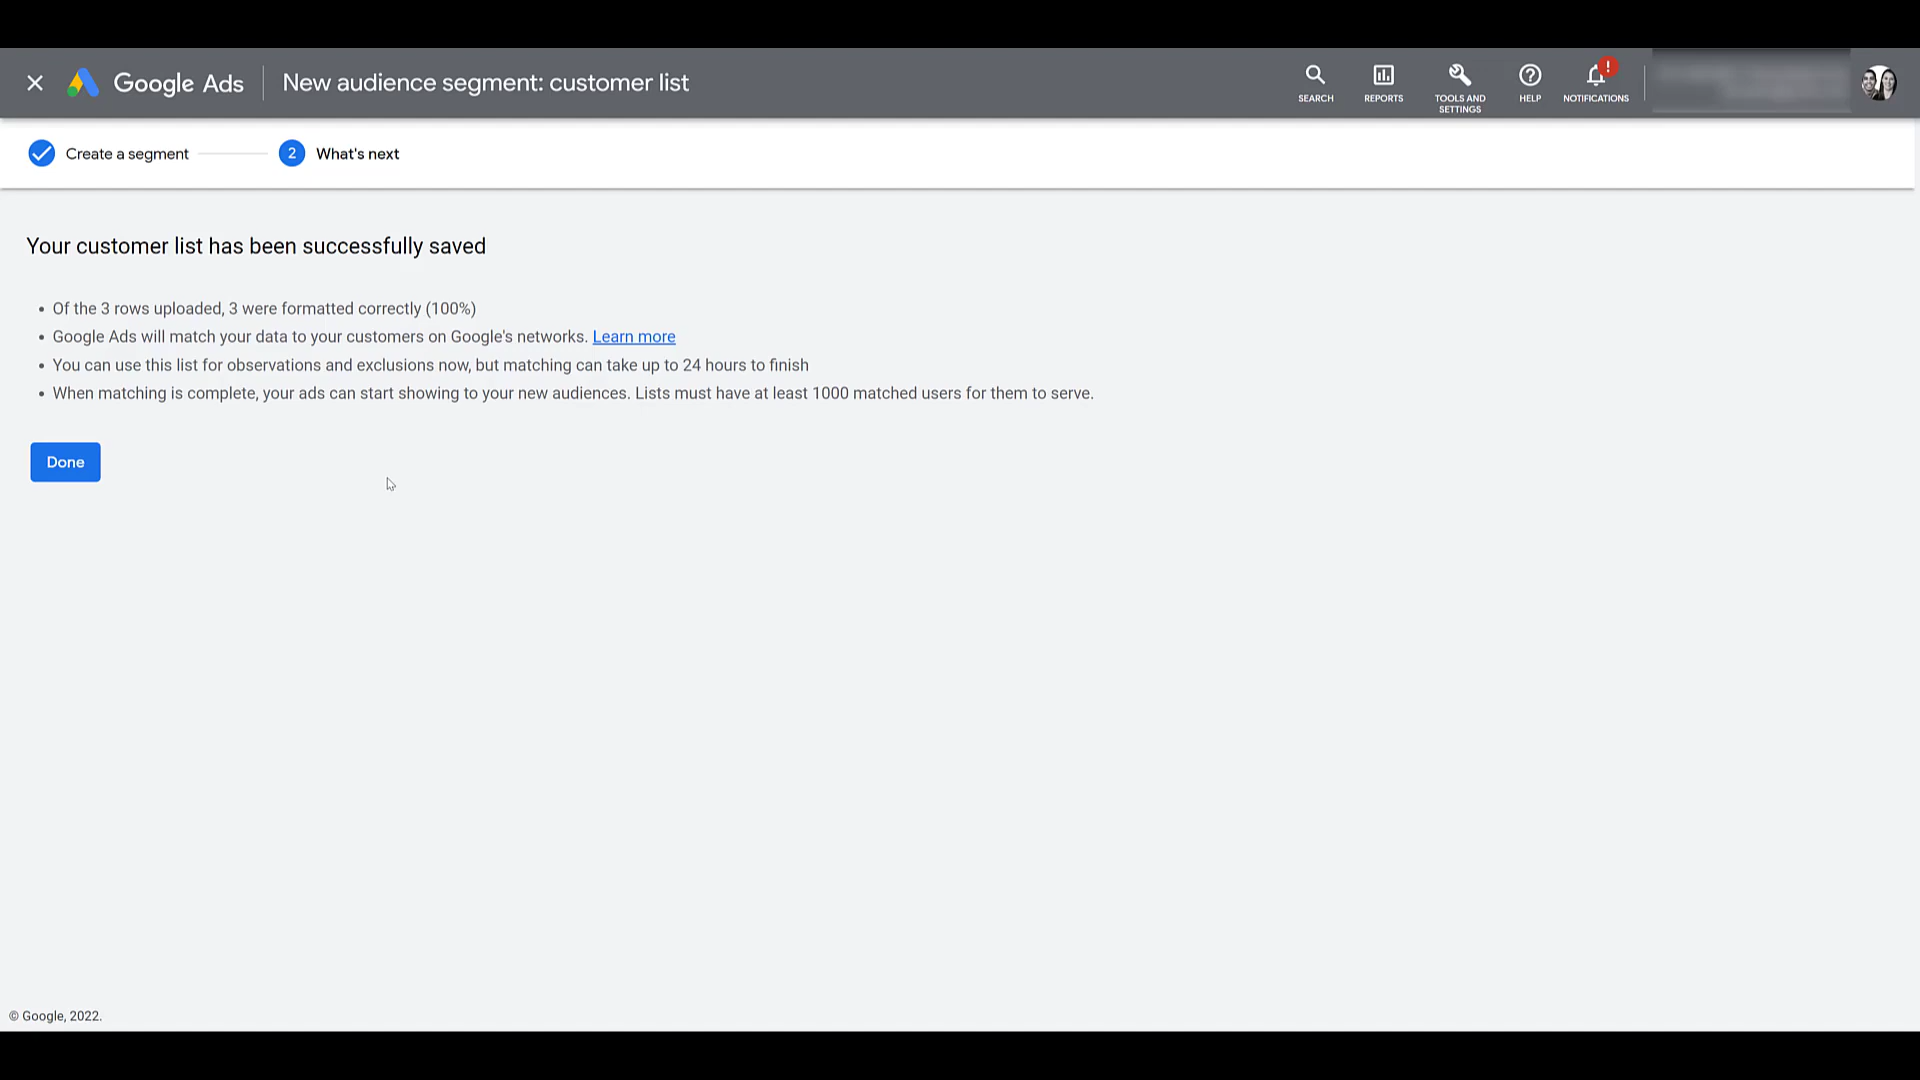 Google Ads
New audience segment: customer list
SEARCH
REPORTS
TOOLS AND
SETTINGS
HELP
!
NOTIFICATIONS
Create a segment
2
What's next
Your customer list has been successfully saved
• Of the 3 rows uploaded, 3 were formatted correctly (100%)
• Google Ads will match your data to your customers on Google's networks. Learn more
• You can use this list for observations and exclusions now, but matching can take up to 24 hours to finish
• When matching is complete, your ads can start showing to your new audiences. Lists must have at least 1000 matched users for them to serve.
Done
© Google, 2022.